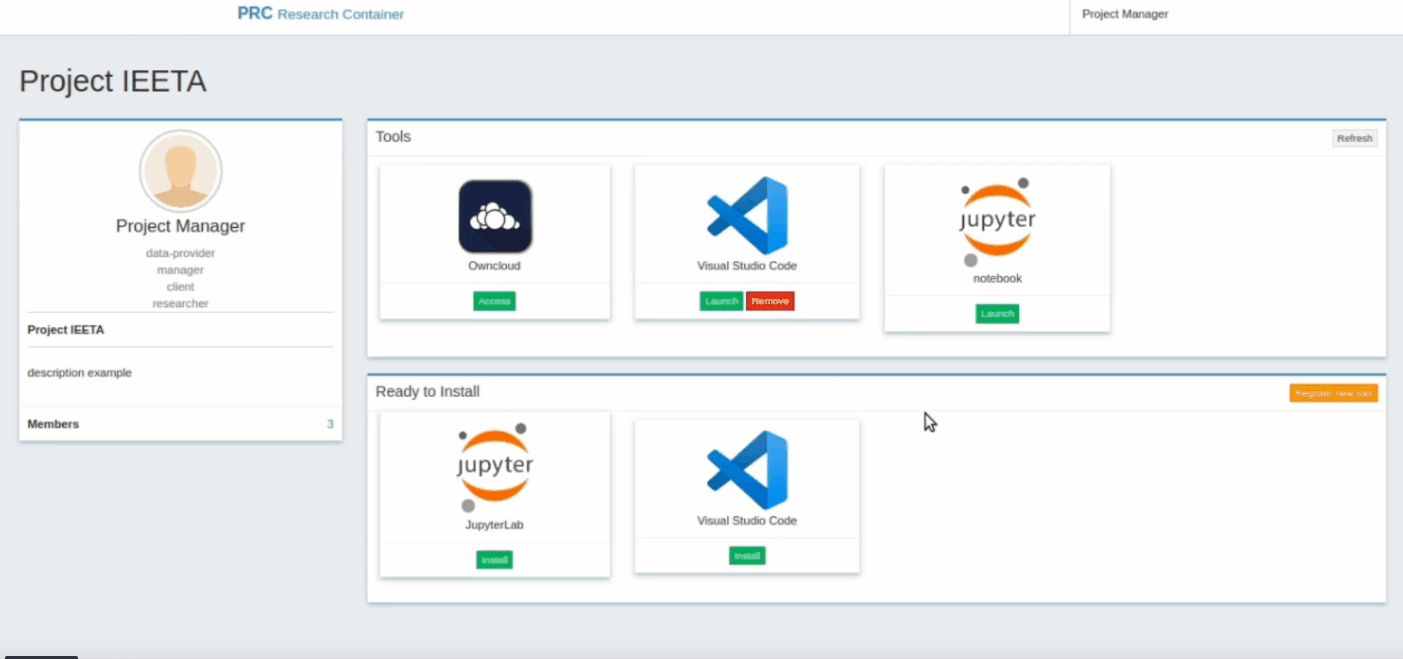 PRC Research Container
Project Manager
Project IEETA
Project Manager
data-provider
manager
client
researcher
Project IEETA
description example
Members 3
Tools
Refresh
Owncloud
Access
Visual Studio Code
Launch Remove
jupyter
notebook
Launch
Ready to Install
Register new tool
jupyter
JupyterLab
Install
Visual Studio Code
Install